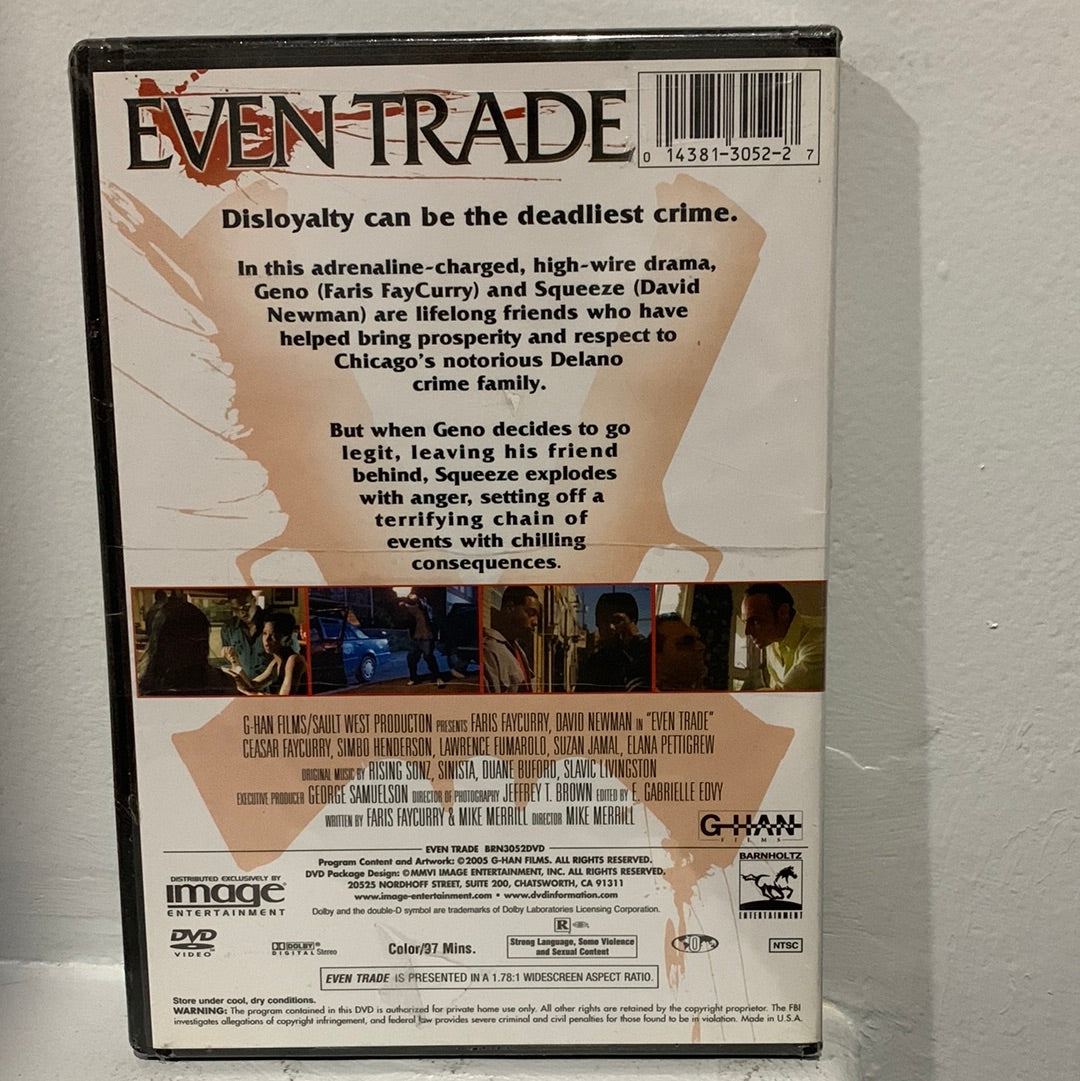 EVEN TRADE
0 14381-3052-2 7
Disloyalty can be the deadliest crime.
In this adrenaline-charged, high-wire drama,
Geno (Faris FayCurry) and Squeeze (David
Newman) are lifelong friends who have
helped bring prosperity and respect to
Chicago's notorious Delano
crime family.
But when Geno decides to go
legit, leaving his friend
behind, Squeeze explodes
with anger, setting off a
terrifying chain of
events with chilling
consequences.
G-HAN FILMS/SAULT WEST PRODUCTON PRESENTS FARIS FAYCURRY, DAVID NEWMAN IN "EVEN TRADE"
CEASAR FAYCURRY, SIMBO HENDERSON, LAWRENCE FUMAROLO, SUZAN JAMAL, ELANA PETTIGREW
ORIGINAL MUSIC BY RISING SONZ, SINISTA, DUANE BUFORD, SLAVIC LIVINGSTON
EXECUTIVE PRODUCER GEORGE SAMUELSON DIRECTOR OF PHOTOGRAPHY JEFFREY T. BROWN EDITED BY E. GABRIELLE EDVY
WRITTEN BY FARIS FAYCURRY & MIKE MERRILL DIRECTOR MIKE MERRILL
G-HAN
FILMS
EVEN TRADE BRN3052DVD
Program Content and Artwork: ©2005 G-HAN FILMS. ALL RIGHTS RESERVED.
DVD Package Design: ©MMVI IMAGE ENTERTAINMENT, INC. ALL RIGHTS RESERVED.
20525 NORDHOFF STREET, SUITE 200, CHATSWORTH, CA 91311
www.image-entertainment.com • www.dvdinformation.com
DISTRIBUTED EXCLUSIVELY BY
image
ENTERTAINMENT
BARNHOLTZ
ENTERTAINMENT
Dolby and the double-D symbol are trademarks of Dolby Laboratories Licensing Corporation.
DVD
VIDEO
DOLBY
DIGITAL Stereo
Color/97 Mins.
R
Strong Language, Some Violence
and Sexual Content
0
NTSC
EVEN TRADE IS PRESENTED IN A 1.78:1 WIDESCREEN ASPECT RATIO.
Store under cool, dry conditions.
WARNING: The program contained in this DVD is authorized for private home use only. All other rights are retained by the copyright proprietor. The FBI
investigates allegations of copyright infringement, and federal law provides severe criminal and civil penalties for those found to be in violation. Made in U.S.A.